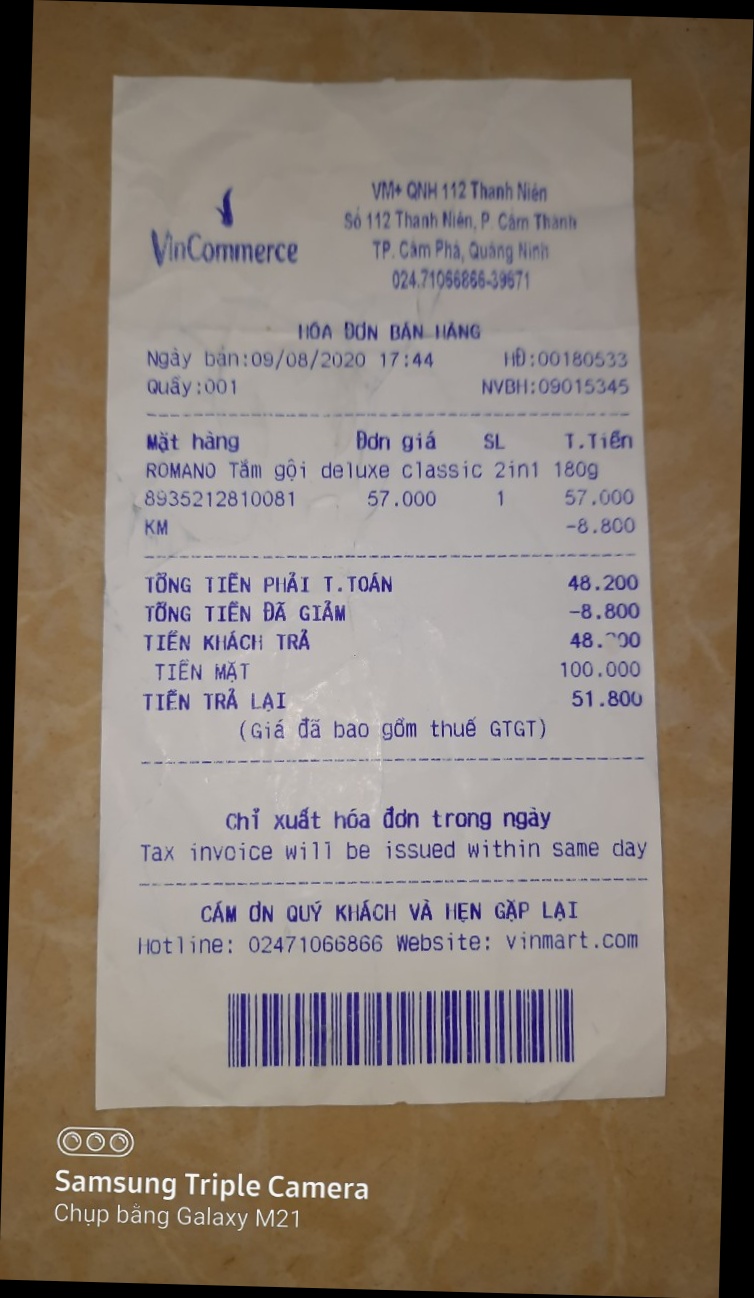 VinCommerce
VM+ QNH 112 Thanh Niên
Số 112 Thanh Niên, P. Cẩm Thành
TP. Cẩm Phả, Quảng Ninh
024.71066866-39671
HÓA ĐƠN BÁN HÀNG
Ngày bán:09/08/2020 17:44 HĐ:00180533
Quầy:001 NVBH:09015345
Mặt hàng Đơn giá SL T.Tiền
ROMANO Tắm gội deluxe classic 2in1 180g
8935212810081 57.000 1 57.000
KM -8.800
TỔNG TIỀN PHẢI T.TOÁN 48.200
TỔNG TIỀN ĐÃ GIẢM -8.800
TIỀN KHÁCH TRẢ
TIỀN MẶT 100.000
TIỀN TRẢ LẠI 51.800
(Giá đã bao gồm thuế GTGT)
Chỉ xuất hóa đơn trong ngày
Tax invoice will be issued within same day
CẢM ƠN QUÝ KHÁCH VÀ HẸN GẶP LẠI
Hotline: 02471066866 Website: vinmart.com
Samsung Triple Camera
Chụp bằng Galaxy M21